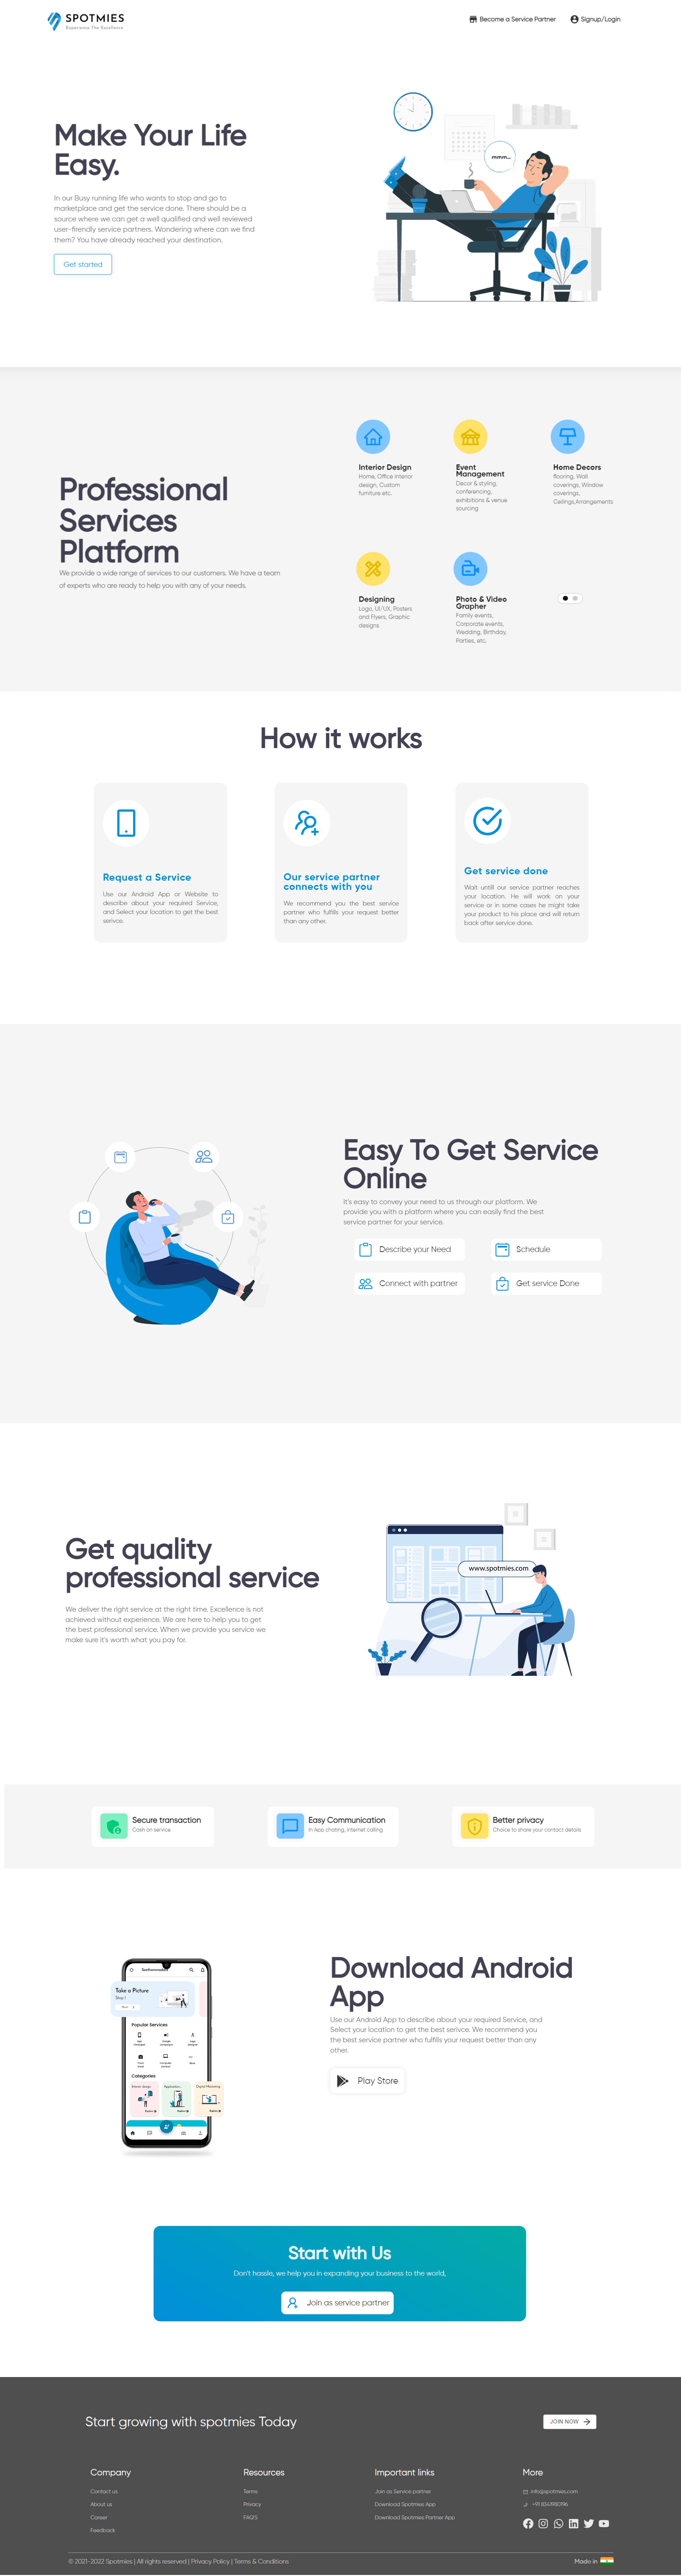 SPOTMIES
Experience The Excellence
Become a Service Partner
Signup/Login
Make Your Life
Easy.
In our Busy running life who wants to stop and go to
marketplace and get the service done. There should be a
source where we can get a well qualified and well reviewed
user-firendly service partners. Wondering where can we find
them? You have already reached your destination.
Get started
mmm...
Professional
Services
Platform
We provide a wide range of services to our customers. We have a team
of experts who are ready to help you with any of your needs.
Interior Design
Home, Office interior
design, Custom
furniture etc.
Event
Management
Decor & styling,
conferencing,
exhibitions & venue
sourcing
Home Decors
flooring, Wall
coverings, Window
coverings,
Ceilings,Arrangements
Designing
Logo, UI/UX, Posters
and Flyers, Graphic
designs
Photo & Video
Grapher
Family events,
Corporate events,
Wedding, Birthday,
Parties, etc.
How it works
Request a Service
Use our Android App or Website to
describe about your required Service,
and Select your location to get the best
serivce.
Our service partner
connects with you
We recommend you the best service
partner who fulfills your request better
than any other.
Get service done
Wait untill our service partner reaches
your location. He will work on your
service or in some cases he might take
your product to his place and will return
back after service done.
Easy To Get Service
Online
It's easy to convey your need to us through our platform. We
provide you with a platform where you can easily find the best
service partner for your service.
Describe your Need
Schedule
Connect with partner
Get service Done
Get quality
professional service
We deliver the right service at the right time. Excellence is not
achieved without experience. We are here to help you to get
the best professional service. When we provide you service we
make sure it's worth what you pay for.
www.spotmies.com
Secure transaction
Cash on service
Easy Communication
In App chating, internet calling
Better privacy
Choice to share your contact details
Take a Picture
Step 1
Popular Services
Categories
Interior design
Digital Marketing
Download Android
App
Use our Android App to describe about your required Service, and
Select your location to get the best serivce. We recommend you
the best service partner who fulfills your request better than any
other.
Play Store
Start with Us
Don't hassle, we help you in expanding your business to the world,
Join as service partner
Start growing with spotmies Today
JOIN NOW
Company
Contact us
About us
Career
Feedback
Resources
Terms
Privacy
FAQ'S
Important links
Join as Service partner
Download Spotmies App
Download Spotmies Partner App
More
info@spotmies.com
© 2021-2022 Spotmies | All rights reserved | Privacy Policy | Terms & Conditions
Made in